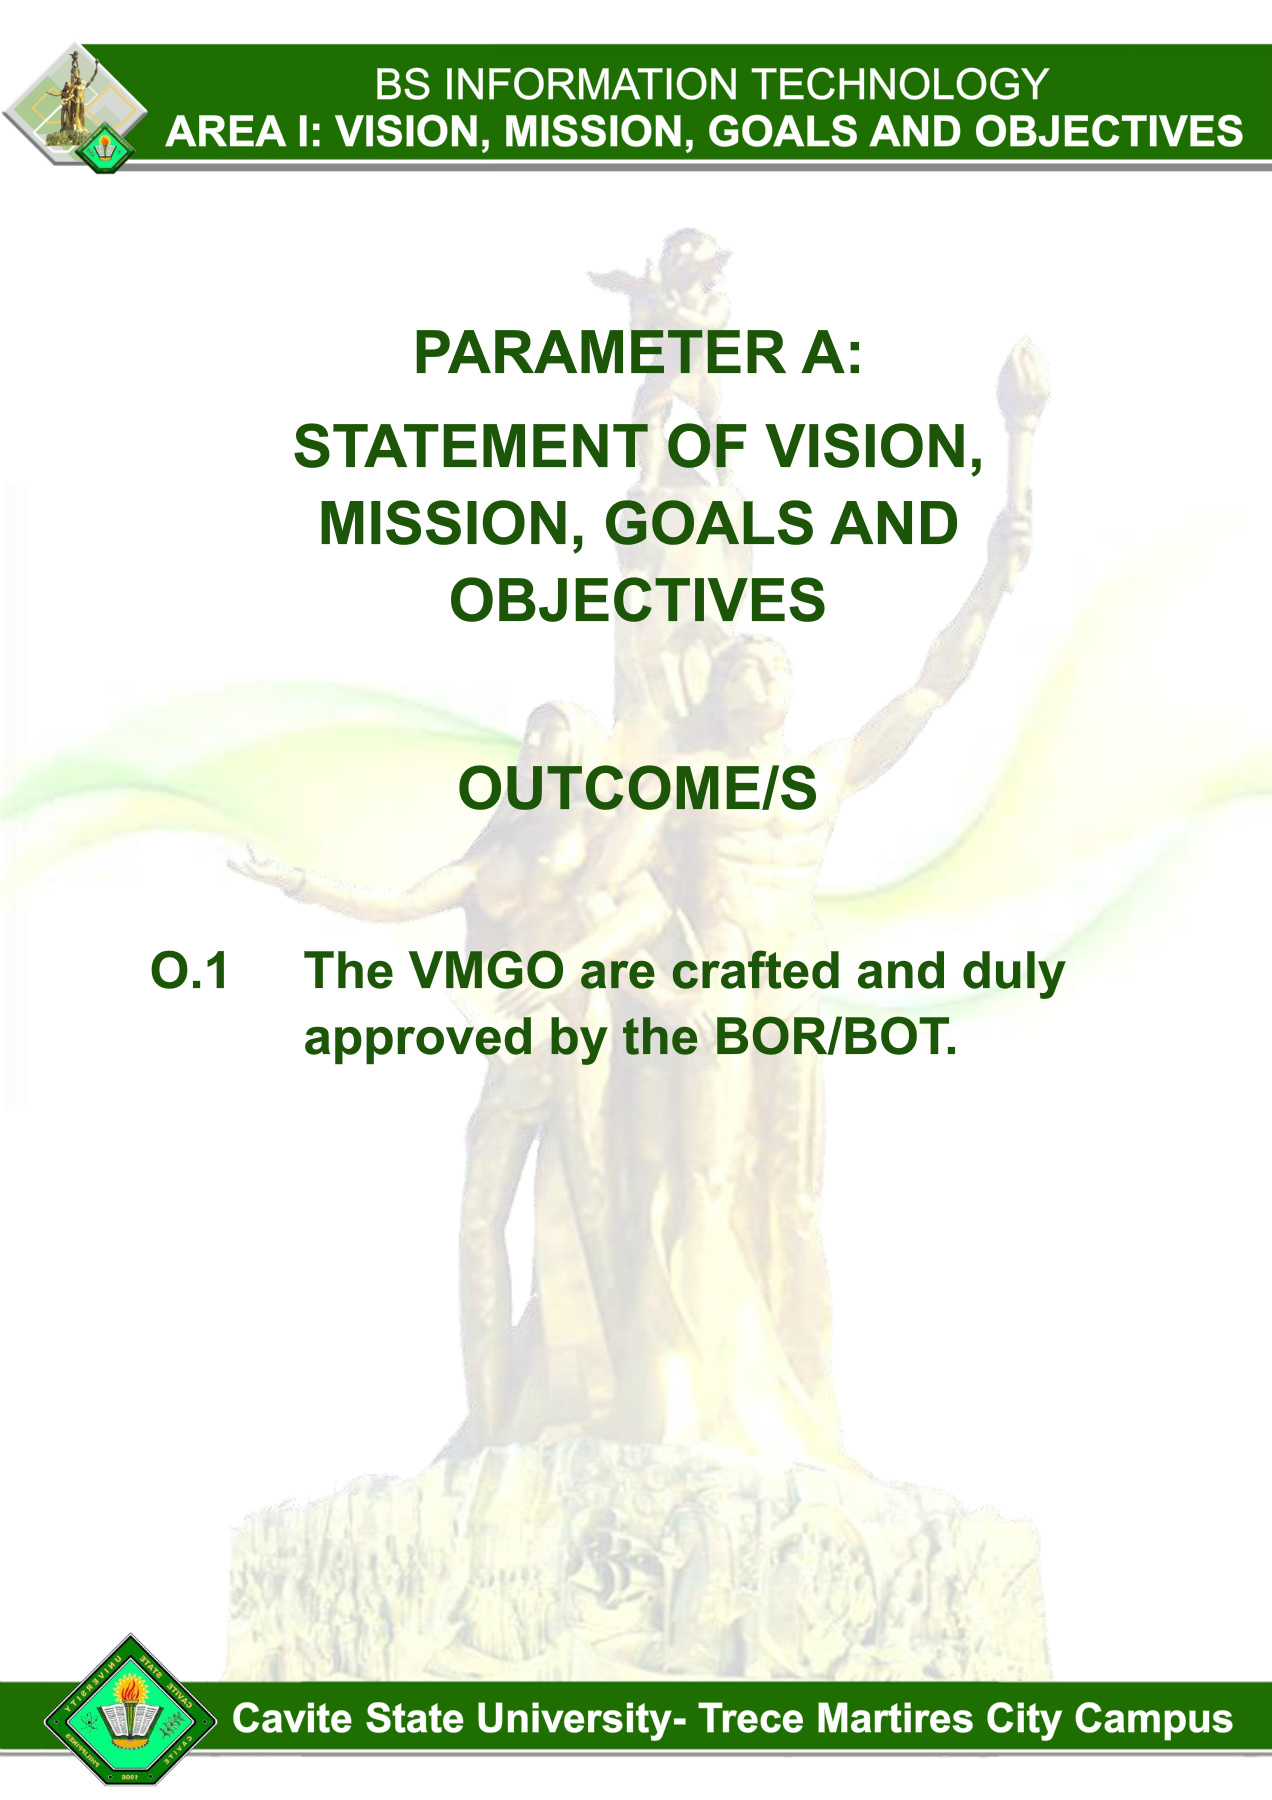 BS INFORMATION TECHNOLOGY
AREA I: VISION, MISSION, GOALS AND OBJECTIVES
PARAMETER A:
STATEMENT OF VISION,
MISSION, GOALS AND
OBJECTIVES
OUTCOME/S
O.1 The VMGO are crafted and duly
approved by the BOR/BOT.
CAVITE STATE UNIVERSITY
CAVITE PHILIPPINES
1906
Cavite State University- Trece Martires City Campus